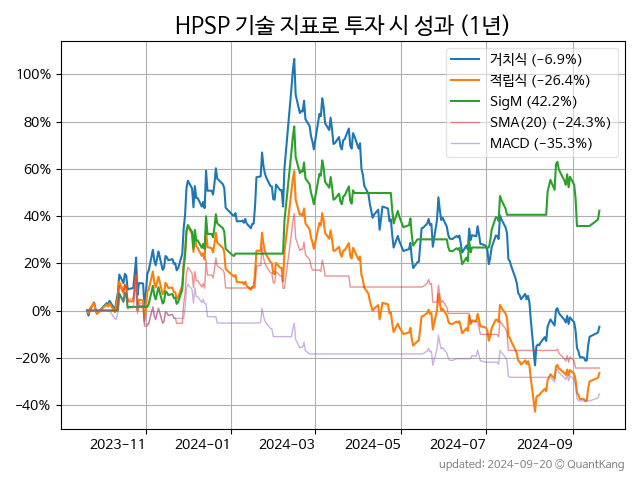 HPSP 기술 지표로 투자 시 성과 (1년)
거치식 (−6.9%)
적립식 (−26.4%)
SigM (42.2%)
SMA(20) (−24.3%)
MACD (−35.3%)
100%
80%
60%
40%
20%
0%
−20%
−40%
2023-11
2024-01
2024-03
2024-05
2024-07
2024-09
updated: 2024-09-20 © QuantKang